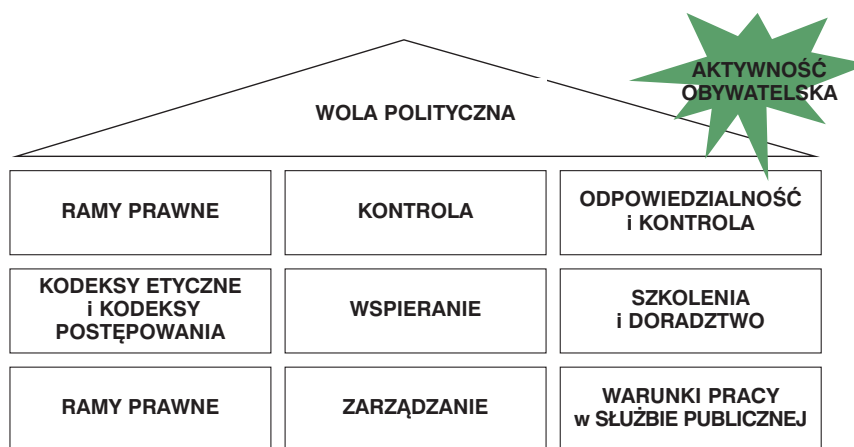 AKTYWNOŚĆ
OBYWATELSKA
WOLA POLITYCZNA
RAMY PRAWNE
KONTROLA
ODPOWIEDZIALNOŚĆ
i KONTROLA
KODEKSY ETYCZNE
i KODEKSY
POSTĘPOWANIA
WSPIERANIE
SZKOLENIA
i DORADZTWO
RAMY PRAWNE
ZARZĄDZANIE
WARUNKI PRACY
w SŁUŻBIE PUBLICZNEJ